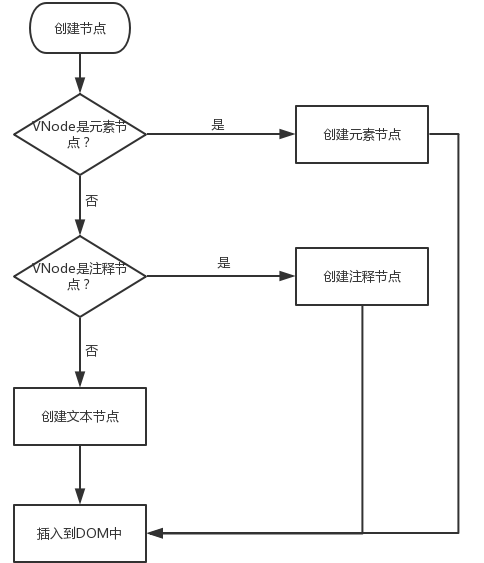 创建节点
VNode是元素节
点？
是
创建元素节点
否
VNode是注释节
点？
是
创建注释节点
否
创建文本节点
插入到DOM中